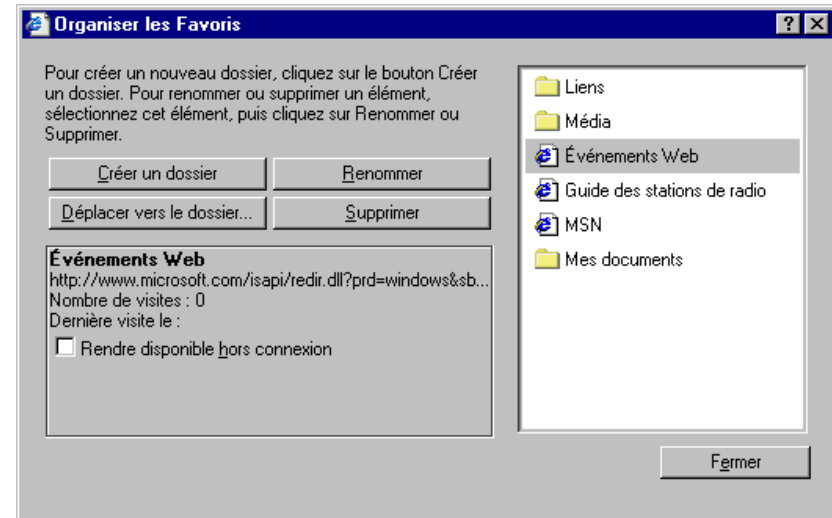 Organiser les Favoris
Pour créer un nouveau dossier, cliquez sur le bouton Créer
un dossier. Pour renommer ou supprimer un élément,
sélectionnez cet élément, puis cliquez sur Renommer ou
Supprimer.
Créer un dossier
Renommer
Déplacer vers le dossier...
Supprimer
Événements Web
http://www.microsoft.com/isapi/redir.dll?prd=windows&sb...
Nombre de visites : 0
Dernière visite le :
Rendre disponible hors connexion
Liens
Média
Événements Web
Guide des stations de radio
MSN
Mes documents
Fermer